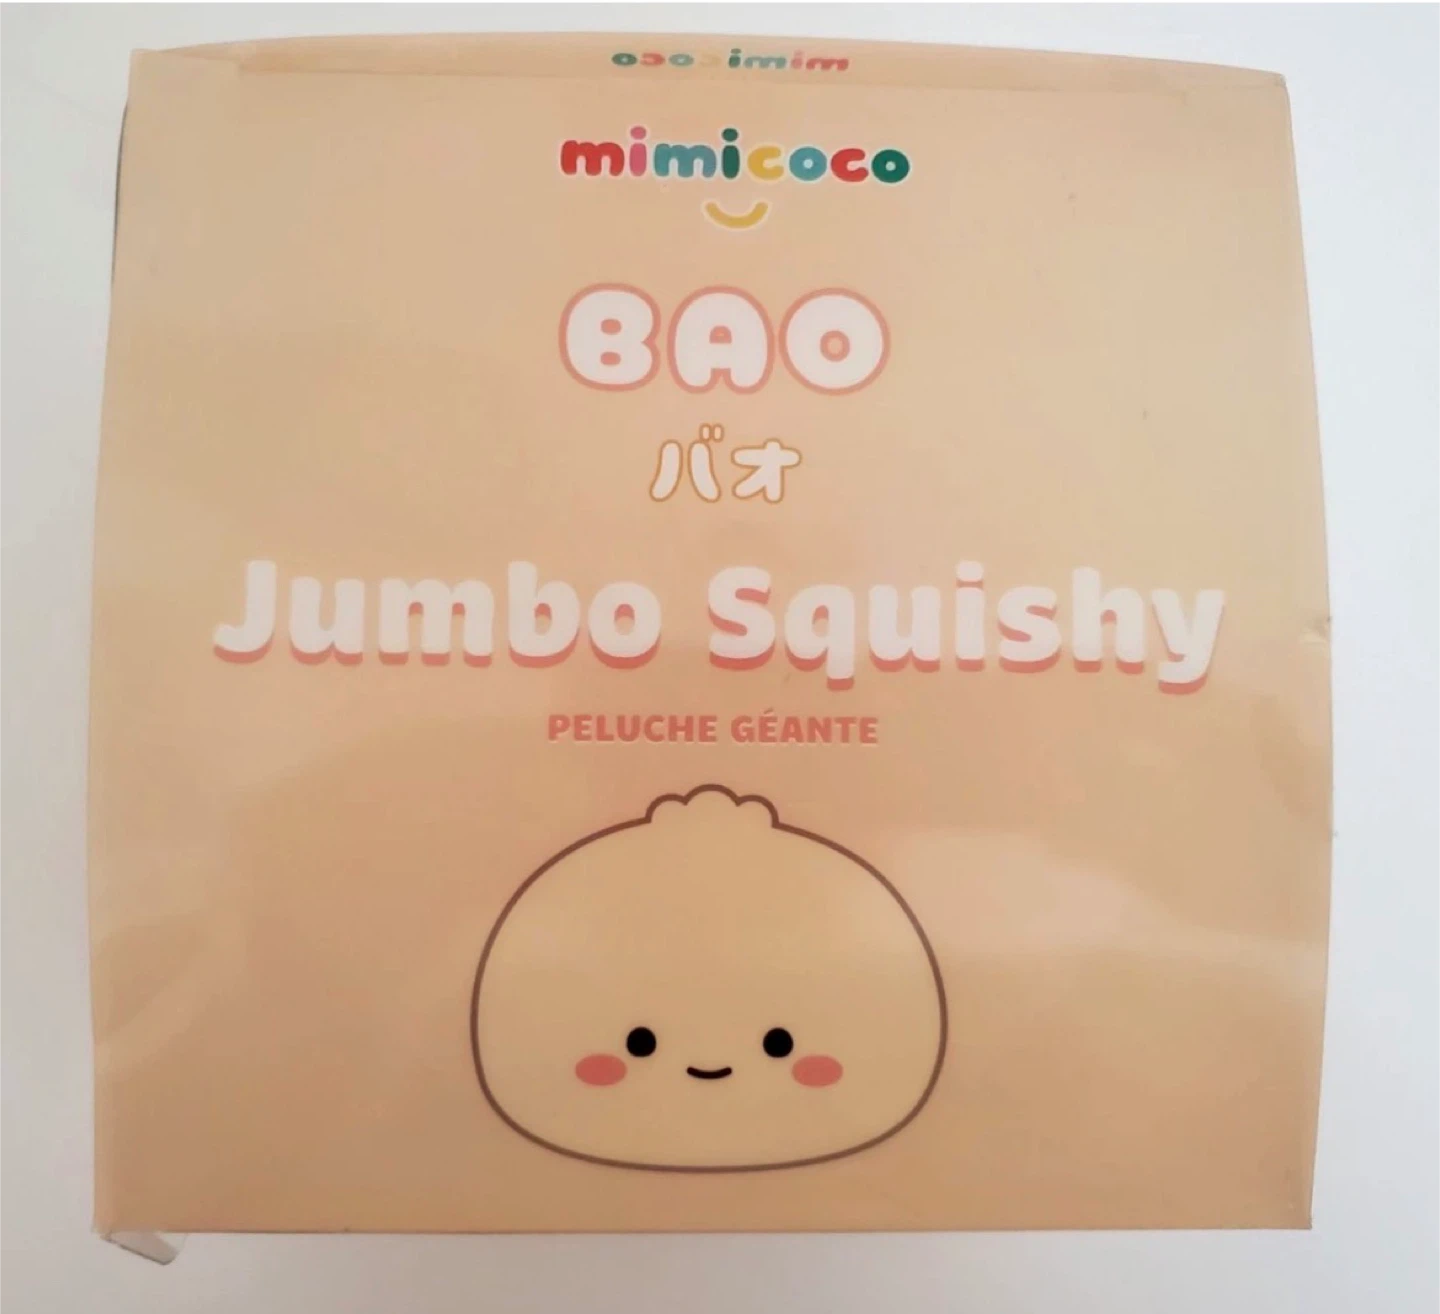 mimicoco
mimicoco
BAO
バオ
Jumbo Squishy
PELUCHE GÉANTE